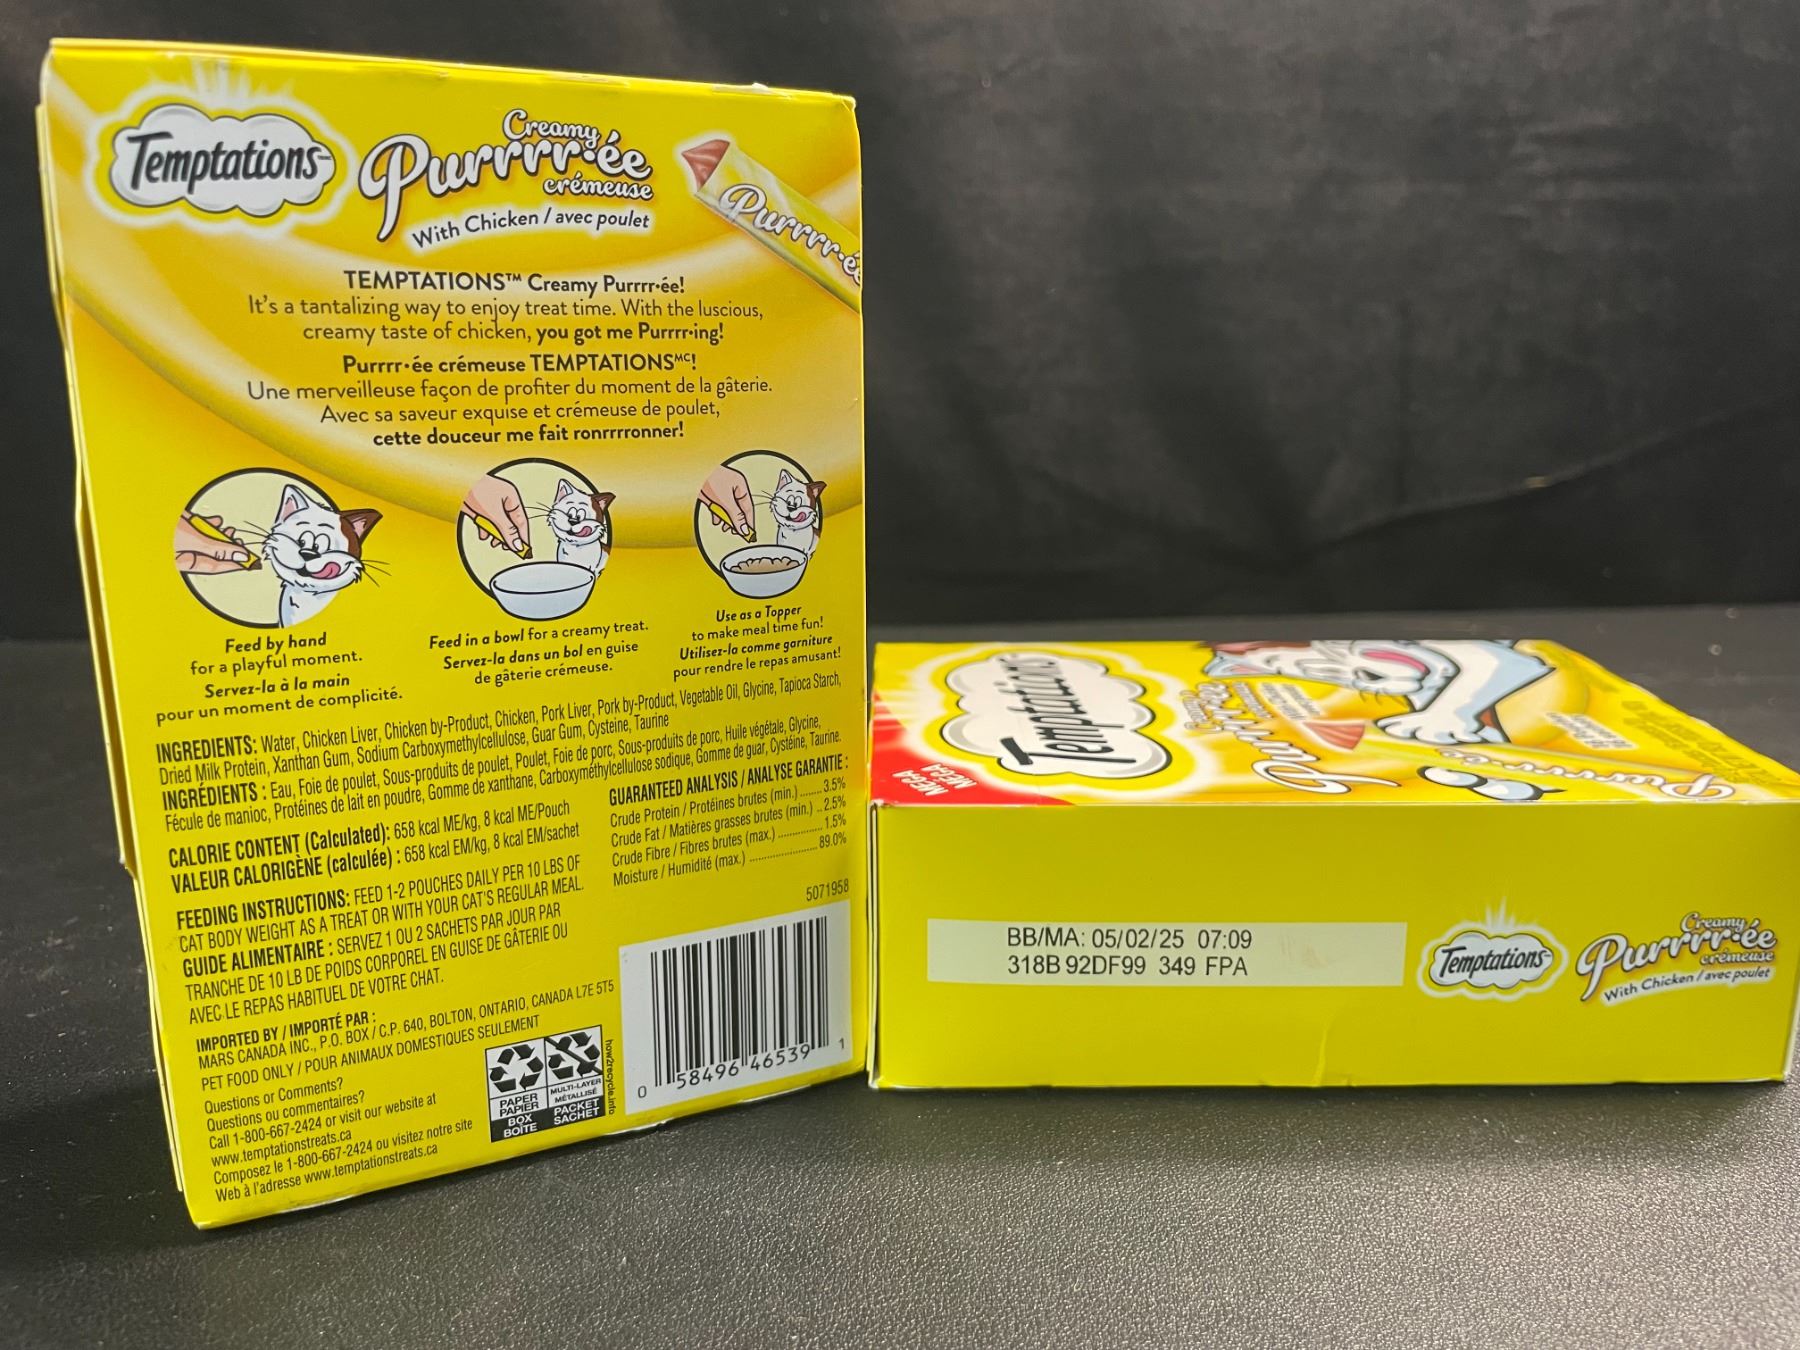 Temptations
Creamy
Purrrr•ée
crémeuse
With Chicken / avec poulet
Purrrr•ée
TEMPTATIONS™ Creamy Purrrr•ée!
It's a tantalizing way to enjoy treat time. With the luscious,
creamy taste of chicken, you got me Purrrr•ing!
Purrrr•ée crémeuse TEMPTATIONSᴹᶜ!
Une merveilleuse façon de profiter du moment de la gâterie.
Avec sa saveur exquise et crémeuse de poulet,
cette douceur me fait ronrrrronner!
Feed by hand
for a playful moment.
Servez-la à la main
pour un moment de complicité.
Feed in a bowl for a creamy treat.
Servez-la dans un bol en guise
de gâterie crémeuse.
Use as a Topper
to make meal time fun!
Utilisez-la comme garniture
pour rendre le repas amusant!
INGREDIENTS: Water, Chicken Liver, Chicken by-Product, Chicken, Pork Liver, Pork by-Product, Vegetable Oil, Glycine, Tapioca Starch,
Dried Milk Protein, Xanthan Gum, Sodium Carboxymethylcellulose, Guar Gum, Cysteine, Taurine
INGRÉDIENTS : Eau, Foie de poulet, Sous-produits de poulet, Poulet, Foie de porc, Sous-produits de porc, Huile végétale, Glycine,
Fécule de manioc, Protéines de lait en poudre, Gomme de xanthane, Carboxyméthylcellulose sodique, Gomme de guar, Cystéine, Taurine.
CALORIE CONTENT (Calculated): 658 kcal ME/kg, 8 kcal ME/Pouch
VALEUR CALORIGÈNE (calculée) : 658 kcal EM/kg, 8 kcal EM/sachet
FEEDING INSTRUCTIONS: FEED 1-2 POUCHES DAILY PER 10 LBS OF
CAT BODY WEIGHT AS A TREAT OR WITH YOUR CAT'S REGULAR MEAL.
GUIDE ALIMENTAIRE : SERVEZ 1 OU 2 SACHETS PAR JOUR PAR
TRANCHE DE 10 LB DE POIDS CORPOREL EN GUISE DE GÂTERIE OU
AVEC LE REPAS HABITUEL DE VOTRE CHAT.
GUARANTEED ANALYSIS / ANALYSE GARANTIE :
Crude Protein / Protéines brutes (min.) ........ 3.5%
Crude Fat / Matières grasses brutes (min.) .. 2.5%
Crude Fibre / Fibres brutes (max.) .............. 1.5%
Moisture / Humidité (max.) ..................... 89.0%
5071958
IMPORTED BY / IMPORTÉ PAR :
MARS CANADA INC., P.O. BOX / C.P. 640, BOLTON, ONTARIO, CANADA L7E 5T5
PET FOOD ONLY / POUR ANIMAUX DOMESTIQUES SEULEMENT
Questions or Comments?
Questions ou commentaires?
Call 1-800-667-2424 or visit our website at
www.temptationstreats.ca
Composez le 1-800-667-2424 ou visitez notre site
Web à l'adresse www.temptationstreats.ca
PAPER
PAPIER
BOX
BOÎTE
MULTI-LAYER
MÉTALLISÉ
PACKET
SACHET
how2recycle.info
0 58496 46539 1
MEGA
MÉGA
Temptations
Creamy
Purrrr•ée
Purrrr•ée
BB/MA: 05/02/25 07:09
318B 92DF99 349 FPA
Temptations
Creamy
Purrrr•ée
crémeuse
With Chicken / avec poulet